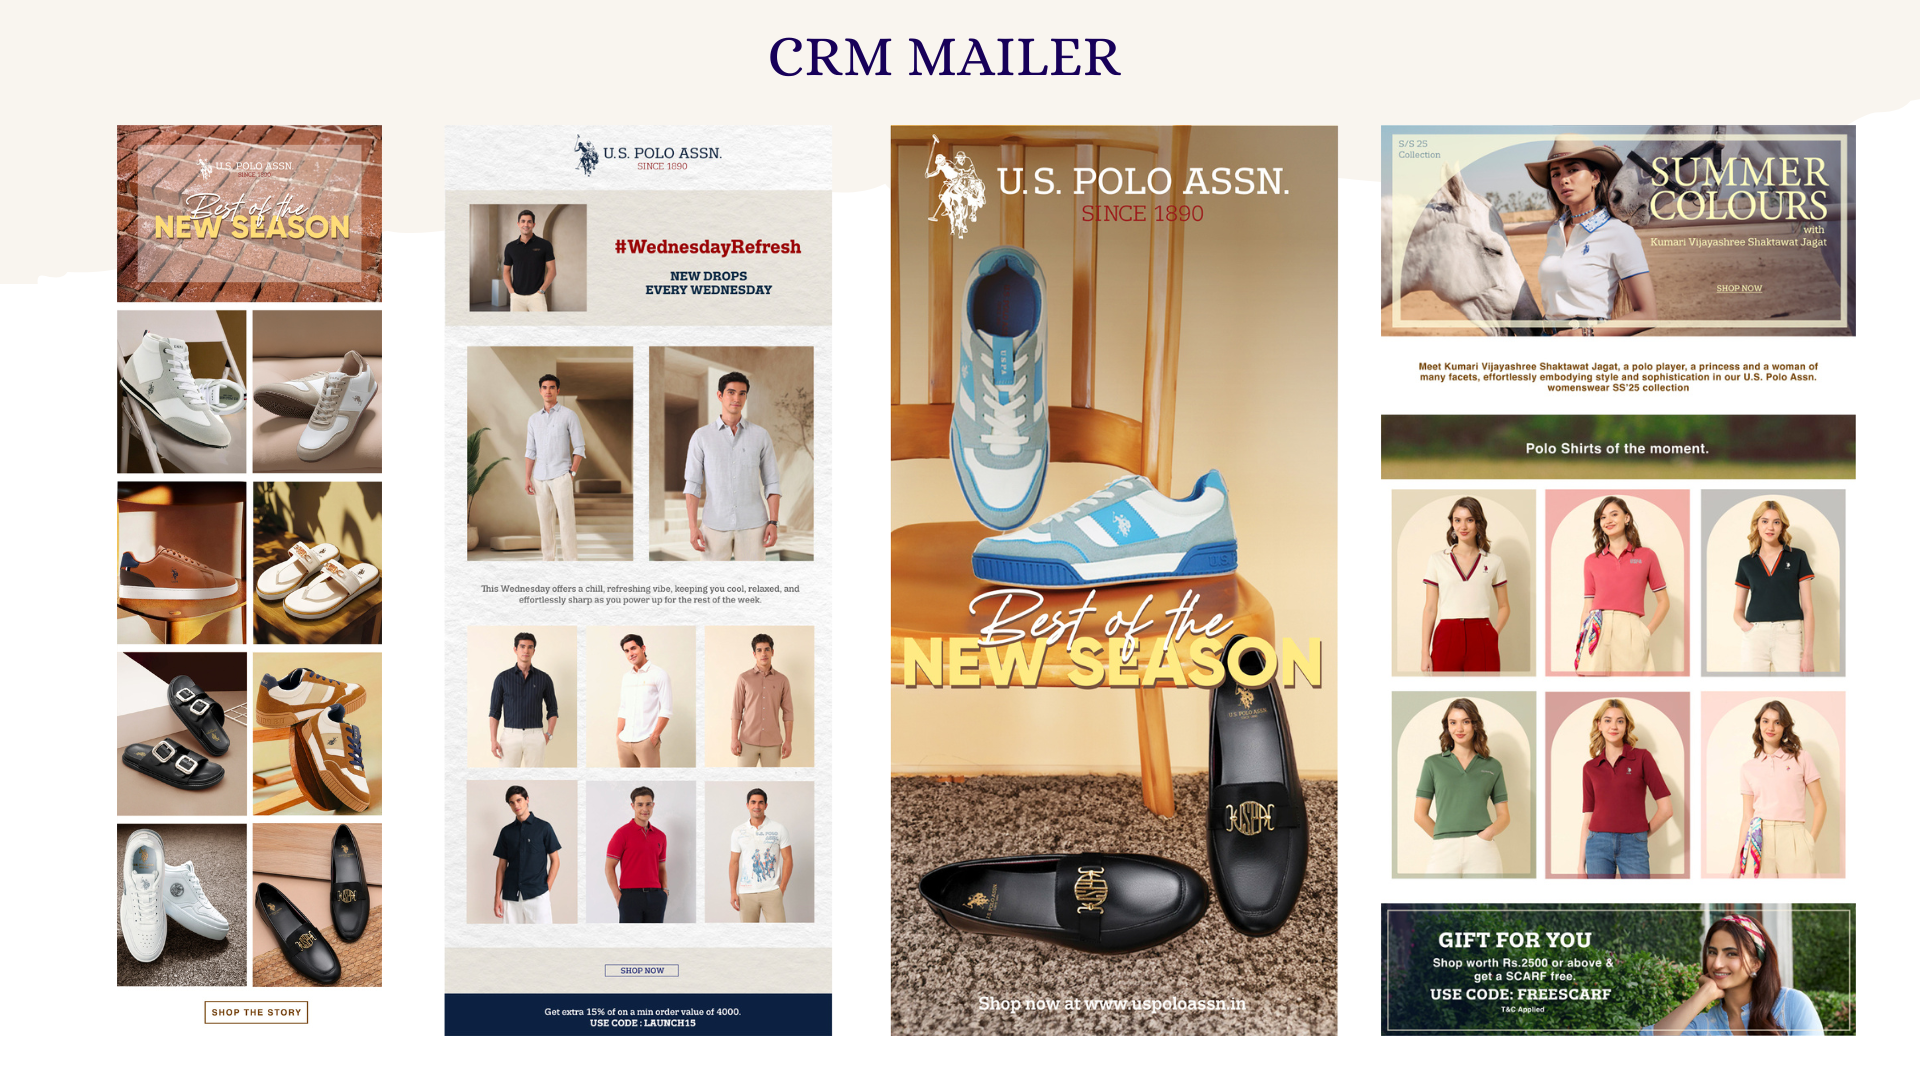 CRM MAILER
U.S. POLO ASSN.
SINCE 1890
Best of the
NEW SEASON
SHOP THE STORY
U.S. POLO ASSN.
SINCE 1890
#WednesdayRefresh
NEW DROPS
EVERY WEDNESDAY
This Wednesday offers a chill, refreshing vibe, keeping you cool, relaxed, and
effortlessly sharp as you power up for the rest of the week.
SHOP NOW
Get extra 15% of on a min order value of 4000.
USE CODE : LAUNCH15
U.S. POLO ASSN.
SINCE 1890
USPA
Best of the
NEW SEASON
U.S. POLO ASSN.
USPA
USPA
Shop now at www.uspoloassn.in
S/S 25
Collection
SUMMER
COLOURS
with
Kumari Vijayashree Shaktawat Jagat
SHOP NOW
Meet Kumari Vijayashree Shaktawat Jagat, a polo player, a princess and a woman of
many facets, effortlessly embodying style and sophistication in our U.S. Polo Assn.
womenswear SS'25 collection
Polo Shirts of the moment.
GIFT FOR YOU
Shop worth Rs.2500 or above &
get a SCARF free.
USE CODE: FREESCARF
T&C Applied